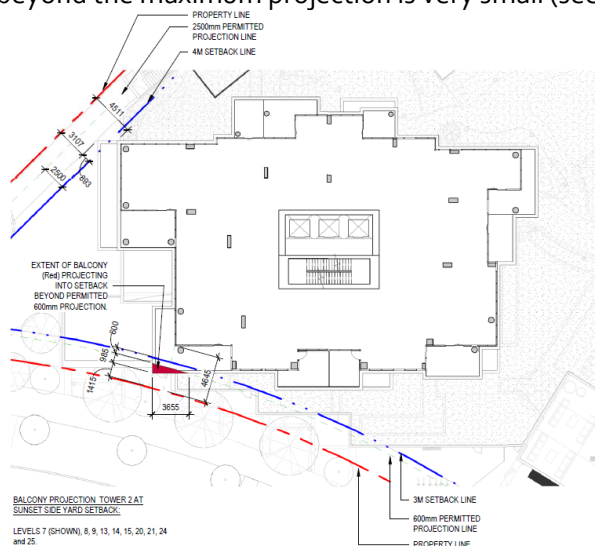 beyond the maximum projection is very small (see
PROPERTY LINE
2500mm PERMITTED
PROJECTION LINE
4M SETBACK LINE
4511
3107
2500
893
EXTENT OF BALCONY
(Red) PROJECTING
INTO SETBACK
BEYOND PERMITTED
600mm PROJECTION.
600
985
1415
4645
3655
3M SETBACK LINE
600mm PERMITTED
PROJECTION LINE
PROPERTY LINE
BALCONY PROJECTION TOWER 2 AT
SUNSET SIDE YARD SETBACK:
LEVELS 7 (SHOWN), 8, 9, 13, 14, 15, 20, 21, 24
and 25.